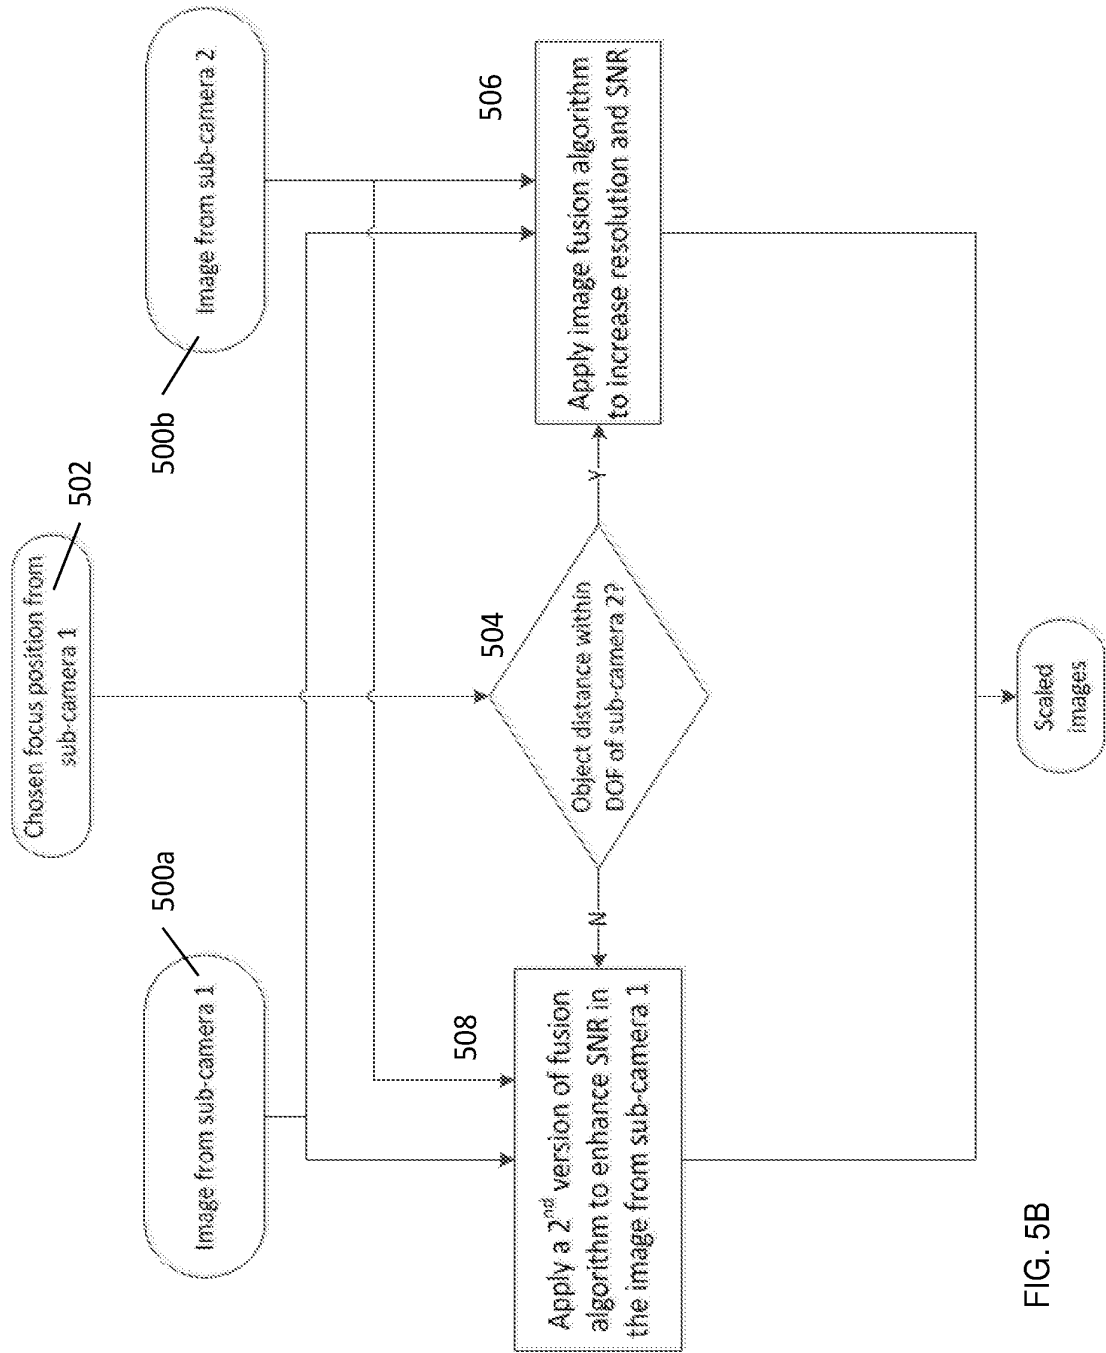 Chosen focus position from
sub-camera 1
502
Image from sub-camera 1
500a
Image from sub-camera 2
500b
Object distance within
DOF of sub-camera 2?
504
N
Y
Apply a 2nd version of fusion
algorithm to enhance SNR in
the image from sub-camera 1
508
Apply image fusion algorithm
to increase resolution and SNR
506
Scaled
images
FIG. 5B